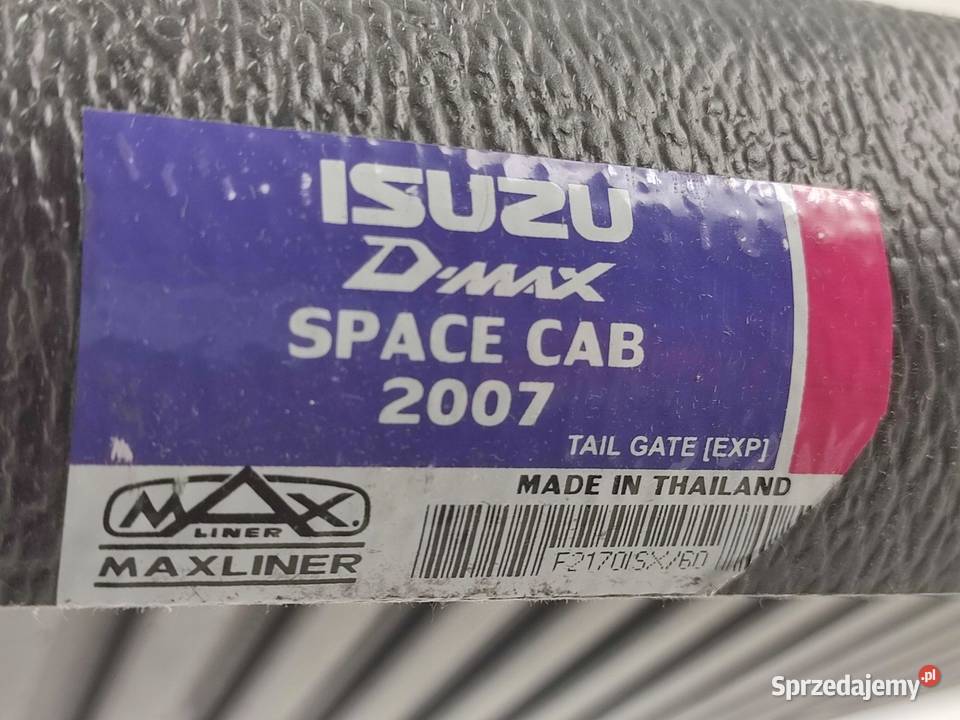 ISUZU
D-MAX
SPACE CAB
2007
TAIL GATE [EXP]
MADE IN THAILAND
MAX.
LINER
MAXLINER
F2170ISX/60
Sprzedajemy.pl